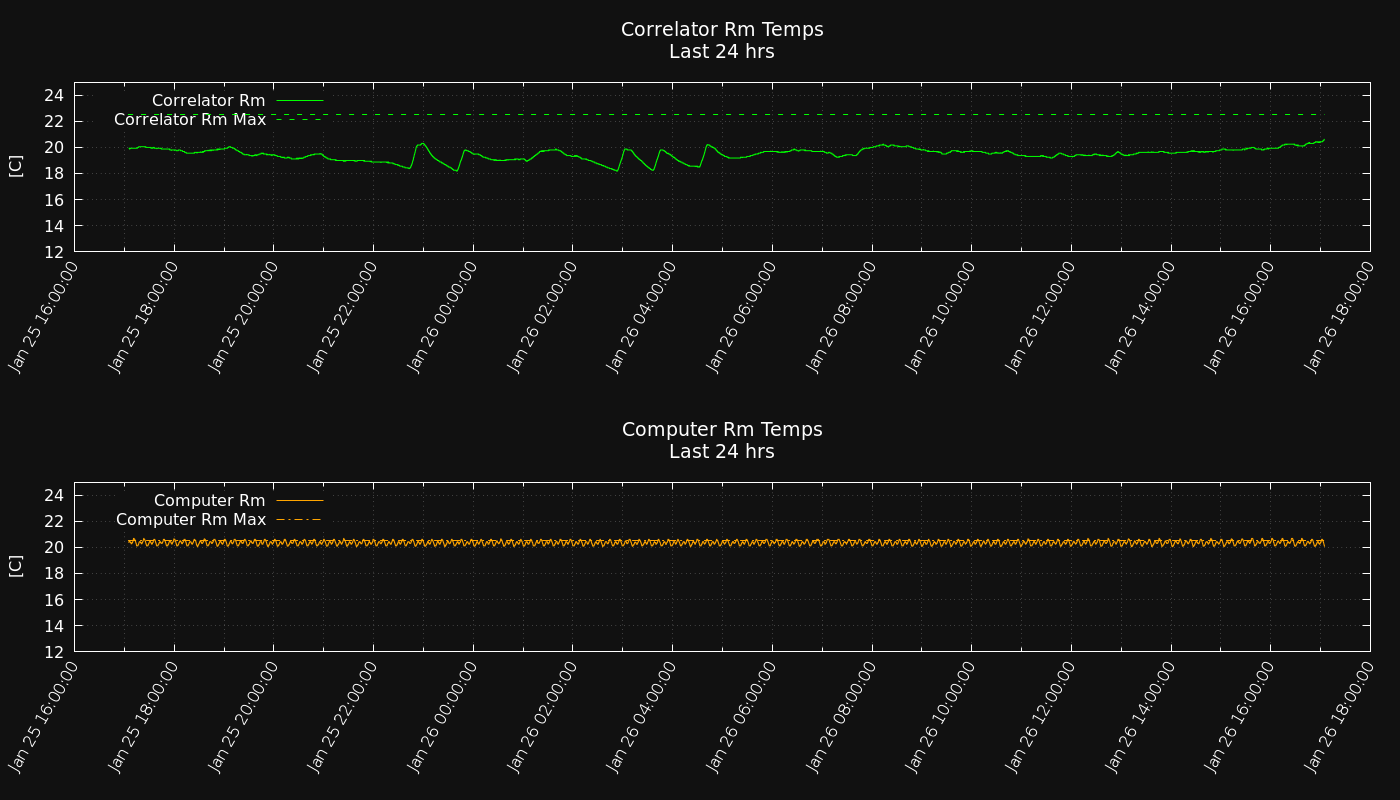 Correlator Rm Temps
Last 24 hrs
Correlator Rm
Correlator Rm Max
[C]
24
22
20
18
16
14
12
Jan 25 16:00:00
Jan 25 18:00:00
Jan 25 20:00:00
Jan 25 22:00:00
Jan 26 00:00:00
Jan 26 02:00:00
Jan 26 04:00:00
Jan 26 06:00:00
Jan 26 08:00:00
Jan 26 10:00:00
Jan 26 12:00:00
Jan 26 14:00:00
Jan 26 16:00:00
Jan 26 18:00:00
Computer Rm Temps
Last 24 hrs
Computer Rm
Computer Rm Max
[C]
24
22
20
18
16
14
12
Jan 25 16:00:00
Jan 25 18:00:00
Jan 25 20:00:00
Jan 25 22:00:00
Jan 26 00:00:00
Jan 26 02:00:00
Jan 26 04:00:00
Jan 26 06:00:00
Jan 26 08:00:00
Jan 26 10:00:00
Jan 26 12:00:00
Jan 26 14:00:00
Jan 26 16:00:00
Jan 26 18:00:00